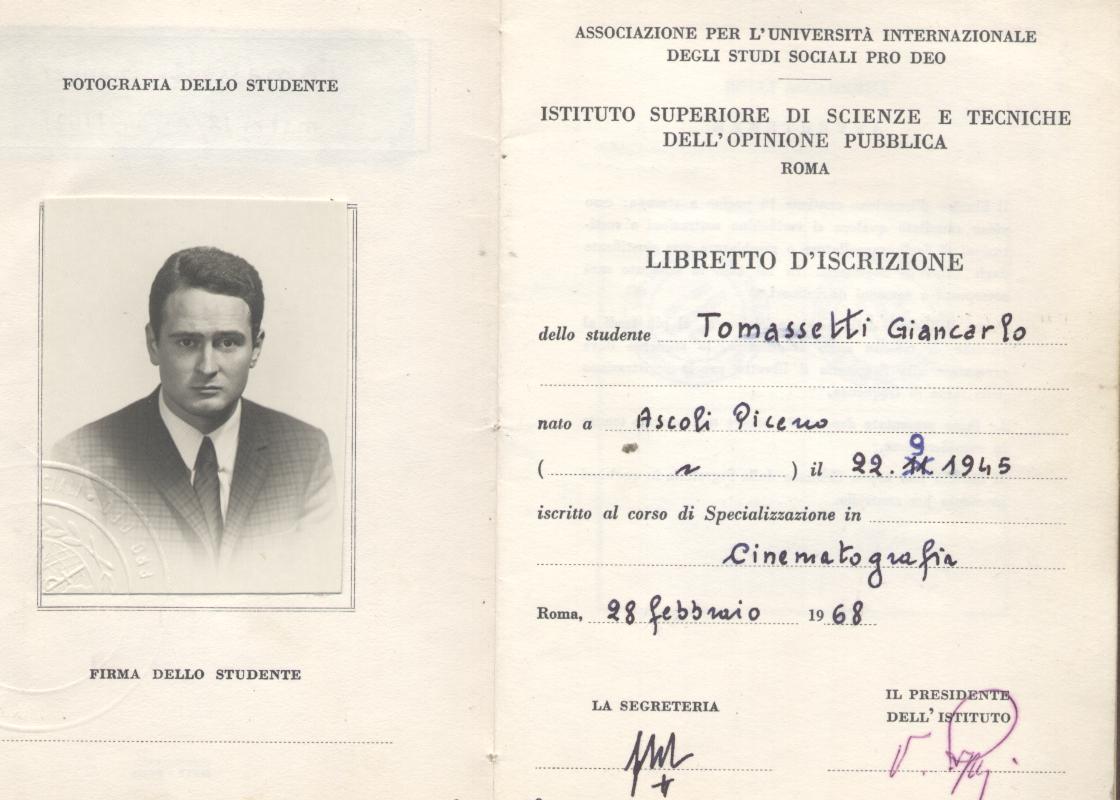 FOTOGRAFIA DELLO STUDENTE
FIRMA DELLO STUDENTE
ASSOCIAZIONE PER L'UNIVERSITÀ INTERNAZIONALE
DEGLI STUDI SOCIALI PRO DEO
ISTITUTO SUPERIORE DI SCIENZE E TECNICHE
DELL'OPINIONE PUBBLICA
ROMA
LIBRETTO D'ISCRIZIONE
dello studente Tomassetti Giancarlo
nato a Ascoli Piceno
( ~ ) il 22. 9 1945
iscritto al corso di Specializzazione in
Cinematografia
Roma, 28 febbraio 1968
LA SEGRETERIA
IL PRESIDENTE
DELL'ISTITUTO